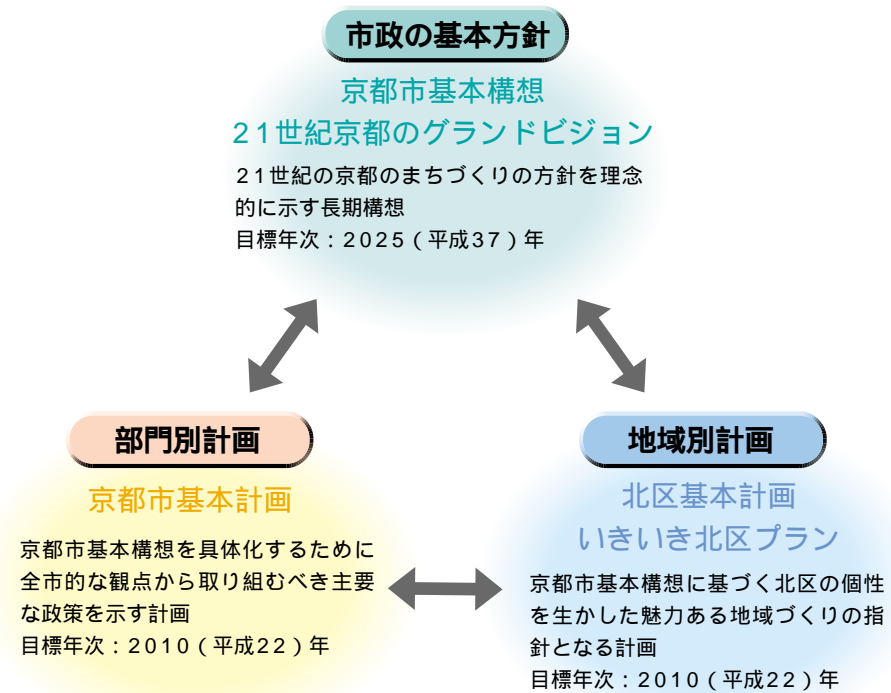 市政の基本方針
京都市基本構想
21世紀京都のグランドビジョン
21世紀の京都のまちづくりの方針を理念
的に示す長期構想
目標年次：2025（平成37）年
部門別計画
京都市基本計画
京都市基本構想を具体化するために
全市的な観点から取り組むべき主要
な政策を示す計画
目標年次：2010（平成22）年
地域別計画
北区基本計画
いきいき北区プラン
京都市基本構想に基づく北区の個性
を生かした魅力ある地域づくりの指
針となる計画
目標年次：2010（平成22）年